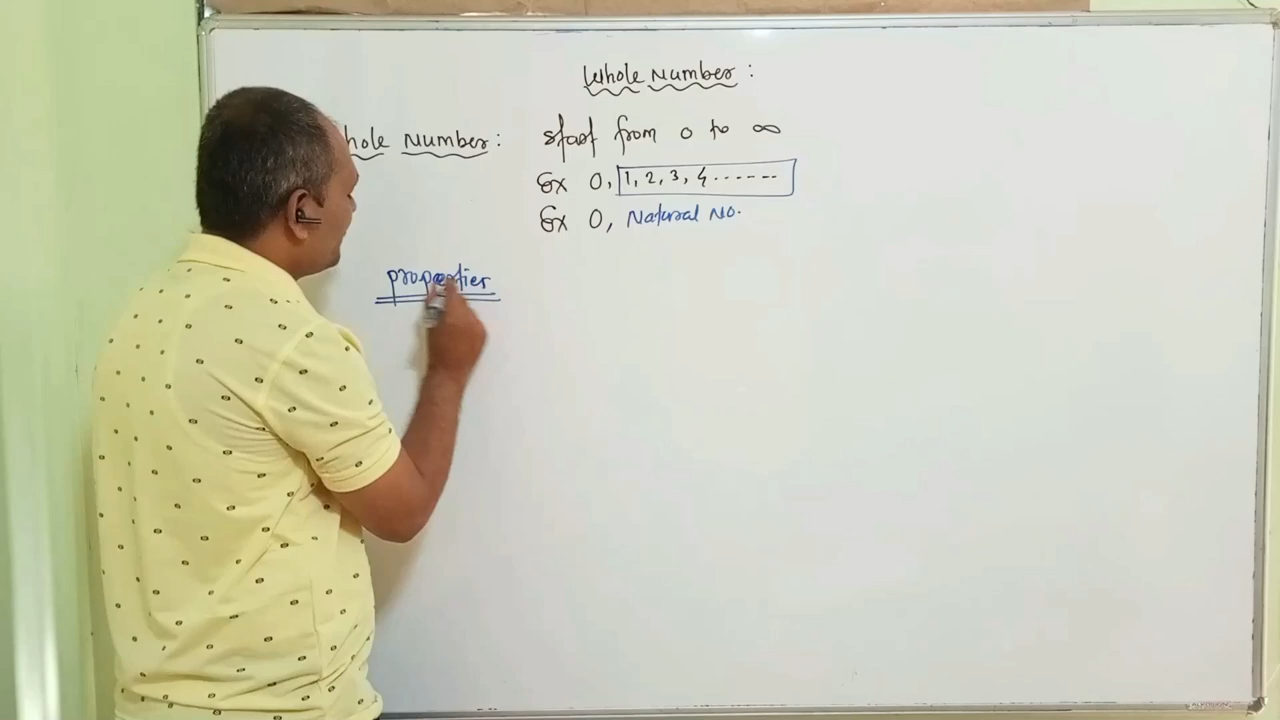 Whole Number :
hole Number : start from 0 to ∞
Ex 0, 1, 2, 3, 4.......
Ex 0, Natural No.
properties